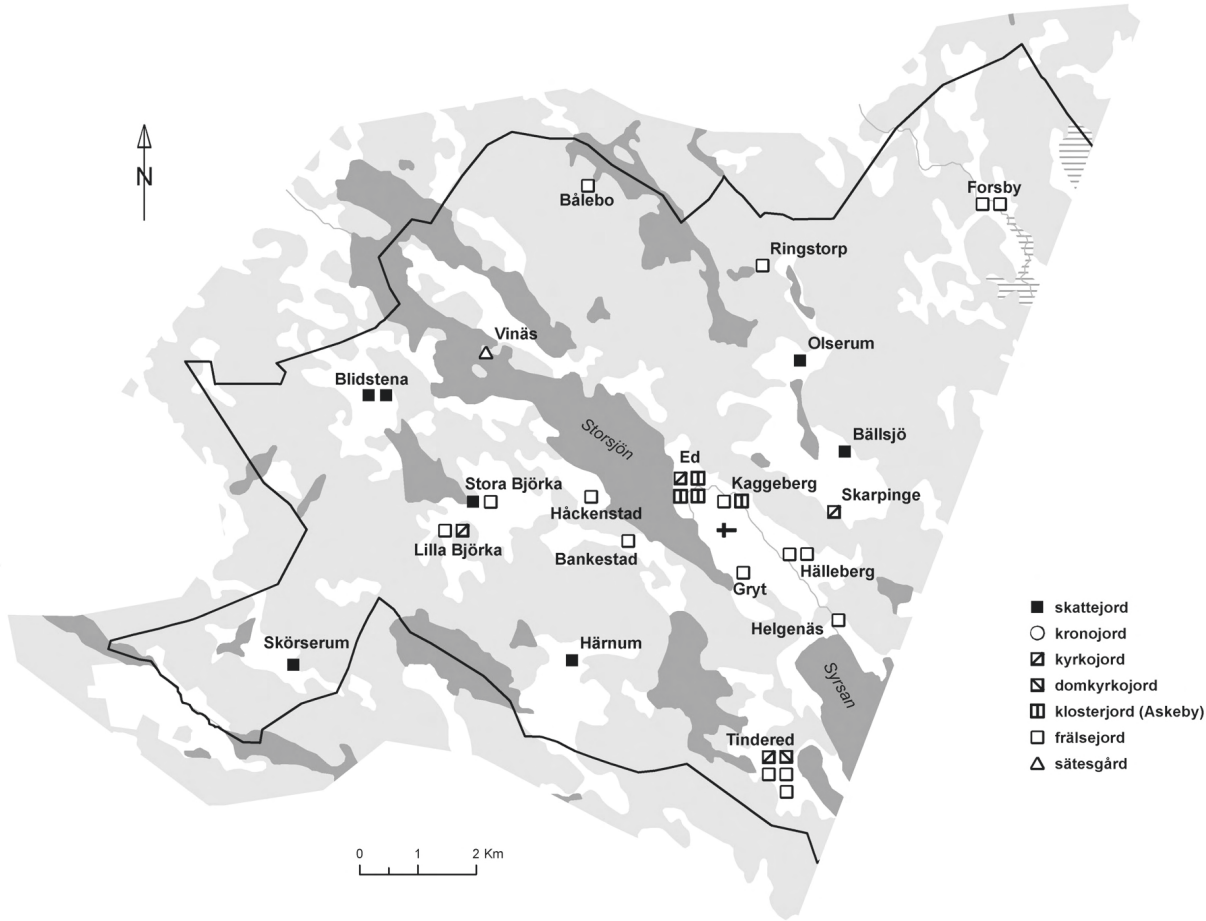 N
Bålebo
Forsby
Ringstorp
Vinäs
Olserum
Blidstena
Storsjön
Bällsjö
Ed
Stora Björka
Kaggeberg
Skarpinge
Håckenstad
Lilla Björka
Bankestad
Hälleberg
Gryt
Helgenäs
Skörserum
Härnum
Syrsan
Tindered
skattejord
kronojord
kyrkojord
domkyrkojord
klosterjord (Askeby)
frälsejord
sätesgård
0 1 2 Km